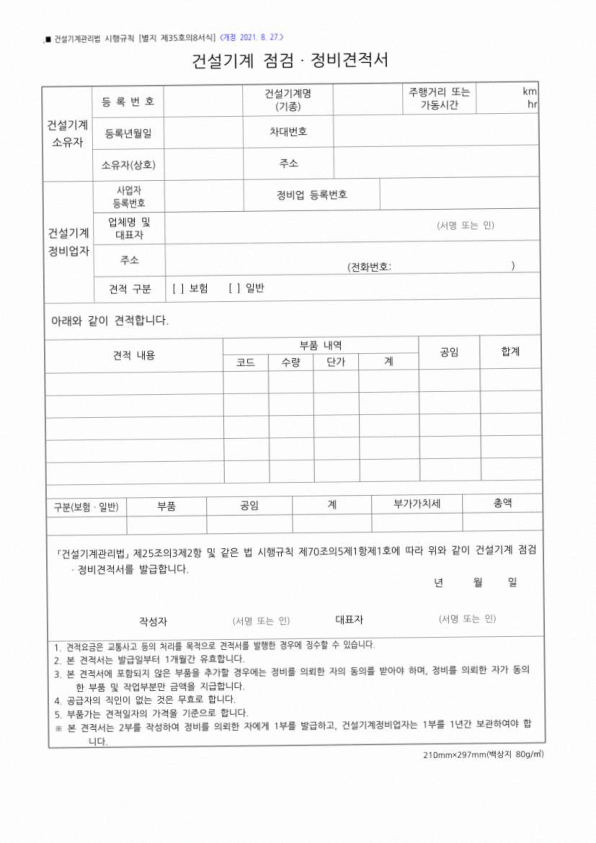 ■ 건설기계관리법 시행규칙 [별지 제35호의8서식] <개정 2021. 8. 27.>
건설기계 점검ㆍ정비견적서
건설기계
소유자
등 록 번 호
건설기계명
(기종)
주행거리 또는
가동시간
km
hr
등록년월일
차대번호
소유자(상호)
주소
건설기계
정비업자
사업자
등록번호
정비업 등록번호
업체명 및
대표자
(서명 또는 인)
주소
(전화번호: )
견적 구분
[ ] 보험 [ ] 일반
아래와 같이 견적합니다.
견적 내용
부품 내역
공임
합계
코드
수량
단가
계
구분(보험ㆍ일반)
부품
공임
계
부가가치세
총액
「건설기계관리법」 제25조의3제2항 및 같은 법 시행규칙 제70조의5제1항제1호에 따라 위와 같이 건설기계 점검
ㆍ정비견적서를 발급합니다.
년 월 일
작성자 (서명 또는 인) 대표자 (서명 또는 인)
1. 견적요금은 교통사고 등의 처리를 목적으로 견적서를 발행한 경우에 징수할 수 있습니다.
2. 본 견적서는 발급일부터 1개월간 유효합니다.
3. 본 견적서에 포함되지 않은 부품을 추가할 경우에는 정비를 의뢰한 자의 동의를 받아야 하며, 정비를 의뢰한 자가 동의
한 부품 및 작업부분만 금액을 지급합니다.
4. 공급자의 직인이 없는 것은 무효로 합니다.
5. 부품가는 견적일자의 가격을 기준으로 합니다.
※ 본 견적서는 2부를 작성하여 정비를 의뢰한 자에게 1부를 발급하고, 건설기계정비업자는 1부를 1년간 보관하여야 합
니다.
210mm×297mm(백상지 80g/㎡)